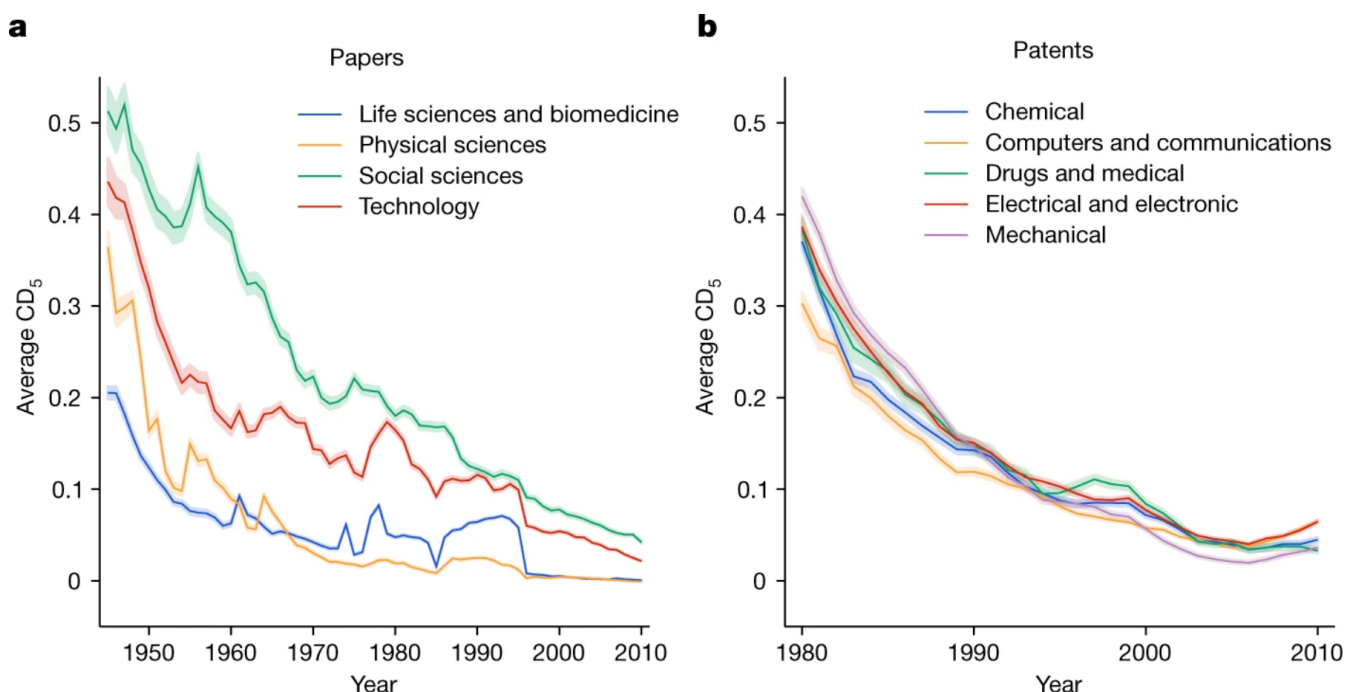 a
Papers
Life sciences and biomedicine
Physical sciences
Social sciences
Technology
Average CD5
0.5
0.4
0.3
0.2
0.1
0
1950 1960 1970 1980 1990 2000 2010
Year
b
Patents
Chemical
Computers and communications
Drugs and medical
Electrical and electronic
Mechanical
Average CD5
0.5
0.4
0.3
0.2
0.1
0
1980 1990 2000 2010
Year